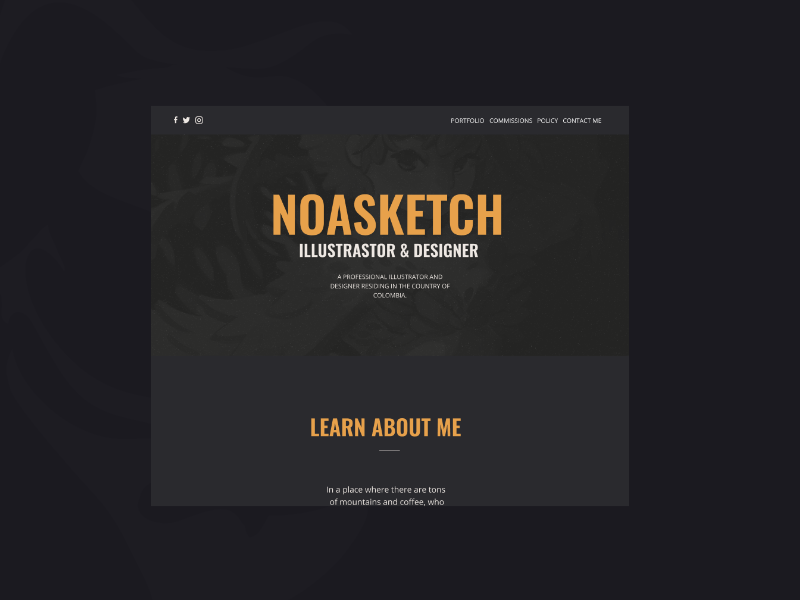 PORTFOLIO COMMISSIONS POLICY CONTACT ME
NOASKETCH
ILLUSTRASTOR & DESIGNER
A PROFESSIONAL ILLUSTRATOR AND
DESIGNER RESIDING IN THE COUNTRY OF
COLOMBIA.
LEARN ABOUT ME
In a place where there are tons
of mountains and coffee, who